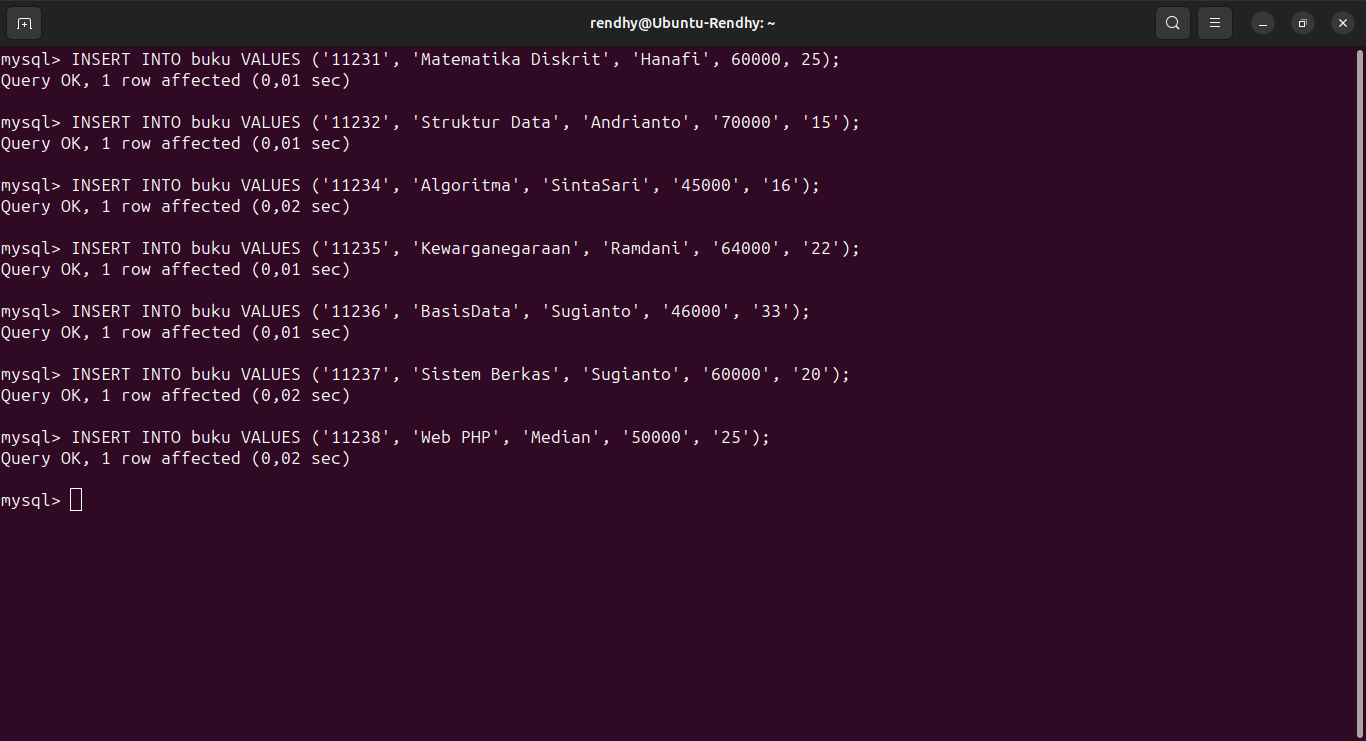 rendhy@Ubuntu-Rendhy: ~
mysql> INSERT INTO buku VALUES ('11231', 'Matematika Diskrit', 'Hanafi', 60000, 25);
Query OK, 1 row affected (0,01 sec)
mysql> INSERT INTO buku VALUES ('11232', 'Struktur Data', 'Andrianto', '70000', '15');
Query OK, 1 row affected (0,01 sec)
mysql> INSERT INTO buku VALUES ('11234', 'Algoritma', 'SintaSari', '45000', '16');
Query OK, 1 row affected (0,02 sec)
mysql> INSERT INTO buku VALUES ('11235', 'Kewarganegaraan', 'Ramdani', '64000', '22');
Query OK, 1 row affected (0,01 sec)
mysql> INSERT INTO buku VALUES ('11236', 'BasisData', 'Sugianto', '46000', '33');
Query OK, 1 row affected (0,01 sec)
mysql> INSERT INTO buku VALUES ('11237', 'Sistem Berkas', 'Sugianto', '60000', '20');
Query OK, 1 row affected (0,02 sec)
mysql> INSERT INTO buku VALUES ('11238', 'Web PHP', 'Median', '50000', '25');
Query OK, 1 row affected (0,02 sec)
mysql>